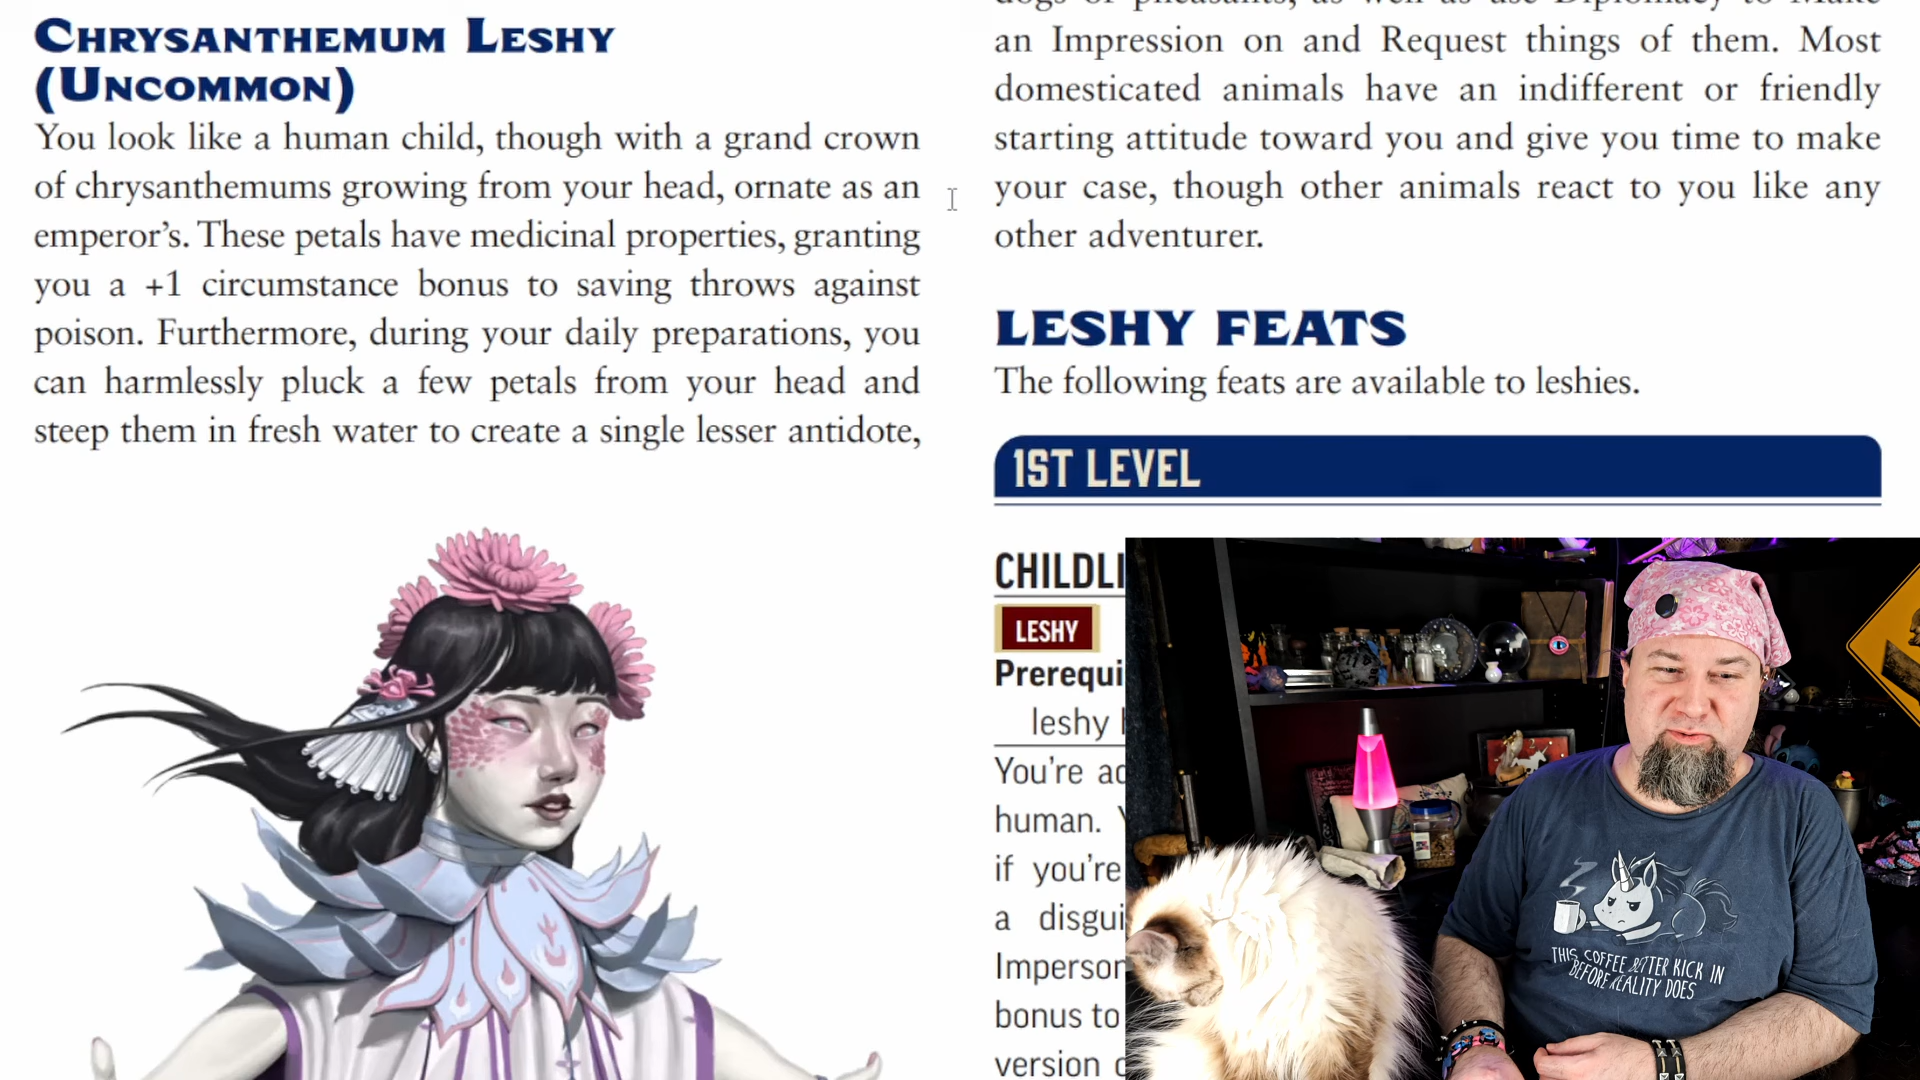 CHRYSANTHEMUM LESHY
(UNCOMMON)
You look like a human child, though with a grand crown
of chrysanthemums growing from your head, ornate as an
emperor’s. These petals have medicinal properties, granting
you a +1 circumstance bonus to saving throws against
poison. Furthermore, during your daily preparations, you
can harmlessly pluck a few petals from your head and
steep them in fresh water to create a single lesser antidote,
an Impression on and Request things of them. Most
domesticated animals have an indifferent or friendly
starting attitude toward you and give you time to make
your case, though other animals react to you like any
other adventurer.
LESHY FEATS
The following feats are available to leshies.
1ST LEVEL
CHILDLI
LESHY
Prerequi
leshy
You’re ac
human.
if you’re
a disgui
Imperson
bonus to
version
THIS COFFEE BETTER KICK IN
BEFORE REALITY DOES